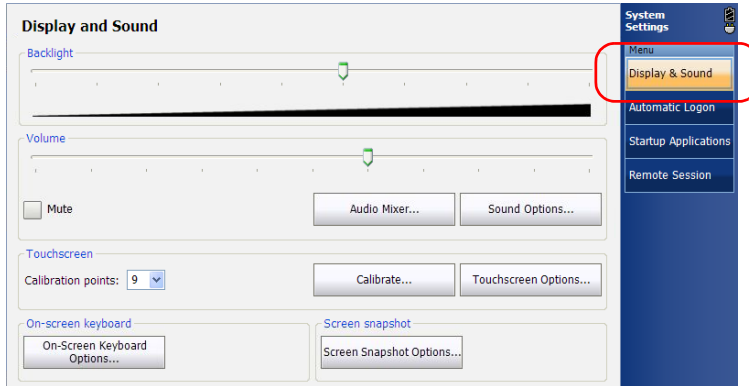 Display and Sound
Backlight
Volume
Mute
Audio Mixer...
Sound Options...
Touchscreen
Calibration points:
9
Calibrate...
Touchscreen Options...
On-screen keyboard
On-Screen Keyboard
Options...
Screen snapshot
Screen Snapshot Options...
System
Settings
Menu
Display & Sound
Automatic Logon
Startup Applications
Remote Session